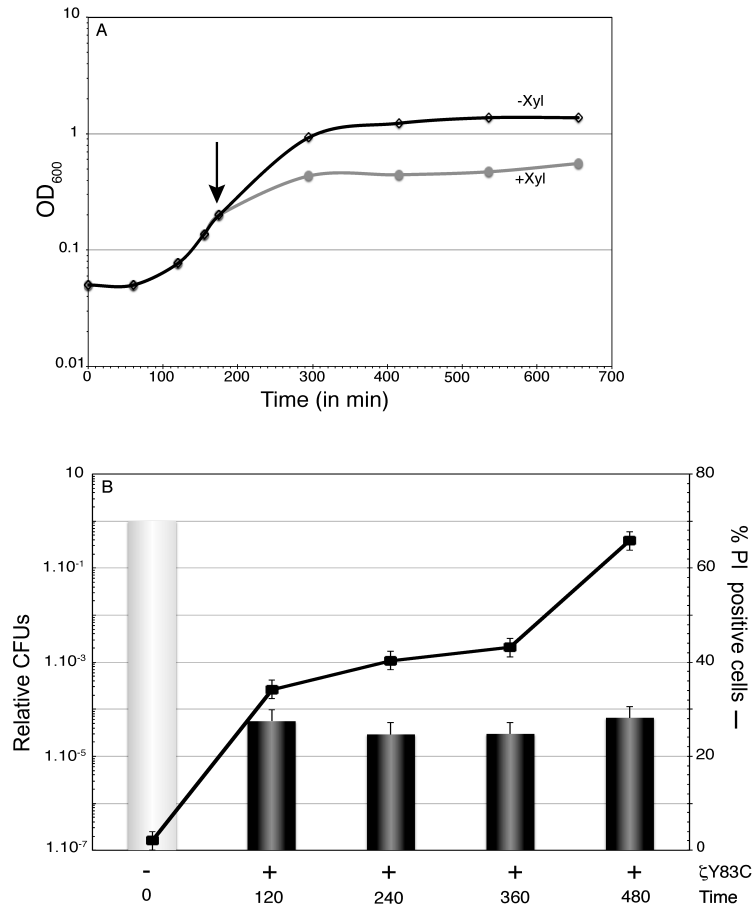 A
10
1
0.1
0.01
OD600
-Xyl
+Xyl
0 100 200 300 400 500 600 700
Time (in min)
B
10
1.10-1
1.10-3
1.10-5
1.10-7
Relative CFUs
80
60
40
20
0
% PI positive cells —
- + + + + ζY83C
0 120 240 360 480 Time